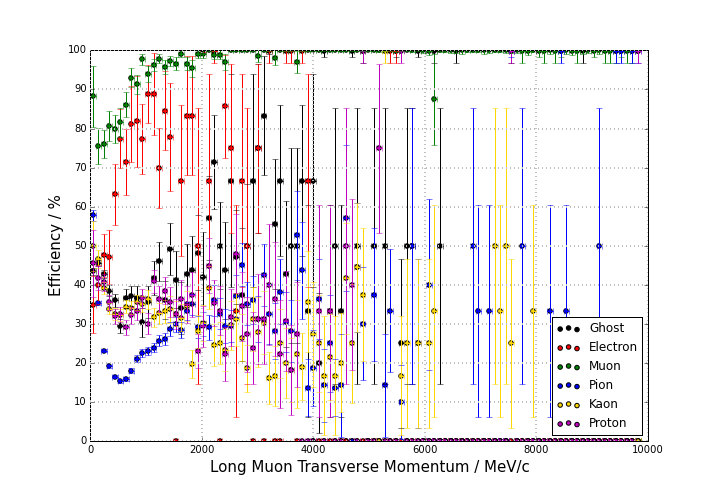 100
90
80
70
60
50
40
30
20
10
0
Efficiency / %
0 2000 4000 6000 8000 10000
Long Muon Transverse Momentum / MeV/c
Ghost
Electron
Muon
Pion
Kaon
Proton